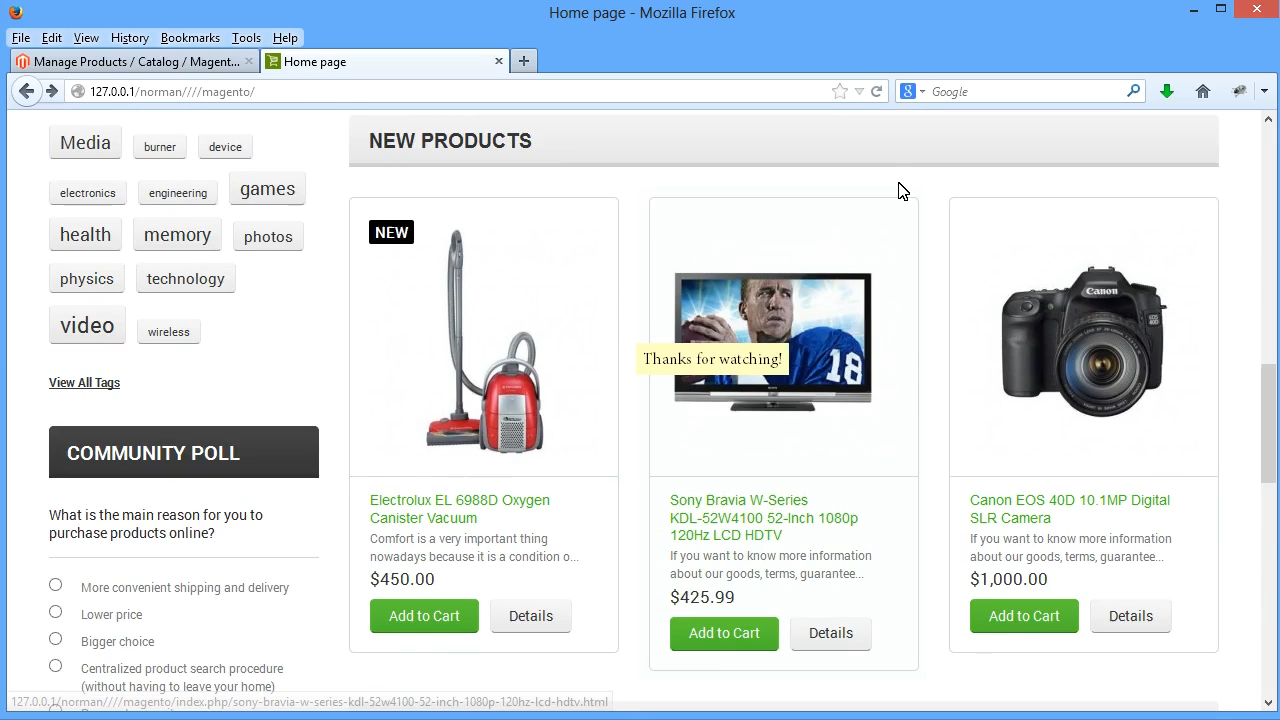 Home page - Mozilla Firefox
File Edit View History Bookmarks Tools Help
Manage Products / Catalog / Magent...
Home page
127.0.0.1/norman////magento/
Google
Media burner device
electronics engineering games
health memory photos
physics technology
video wireless
View All Tags
COMMUNITY POLL
What is the main reason for you to
purchase products online?
More convenient shipping and delivery
Lower price
Bigger choice
Centralized product search procedure
(without having to leave your home)
NEW PRODUCTS
NEW
Electrolux EL 6988D Oxygen
Canister Vacuum
Comfort is a very important thing
nowadays because it is a condition o...
$450.00
Add to Cart Details
Thanks for watching!
18
SONY
Sony Bravia W-Series
KDL-52W4100 52-Inch 1080p
120Hz LCD HDTV
If you want to know more information
about our goods, terms, guarantee...
$425.99
Add to Cart Details
Canon
EOS
40D
Canon EOS 40D 10.1MP Digital
SLR Camera
If you want to know more information
about our goods, terms, guarantee...
$1,000.00
Add to Cart Details
127.0.0.1/norman////magento/index.php/sony-bravia-w-series-kdl-52w4100-52-inch-1080p-120hz-lcd-hdtv.html